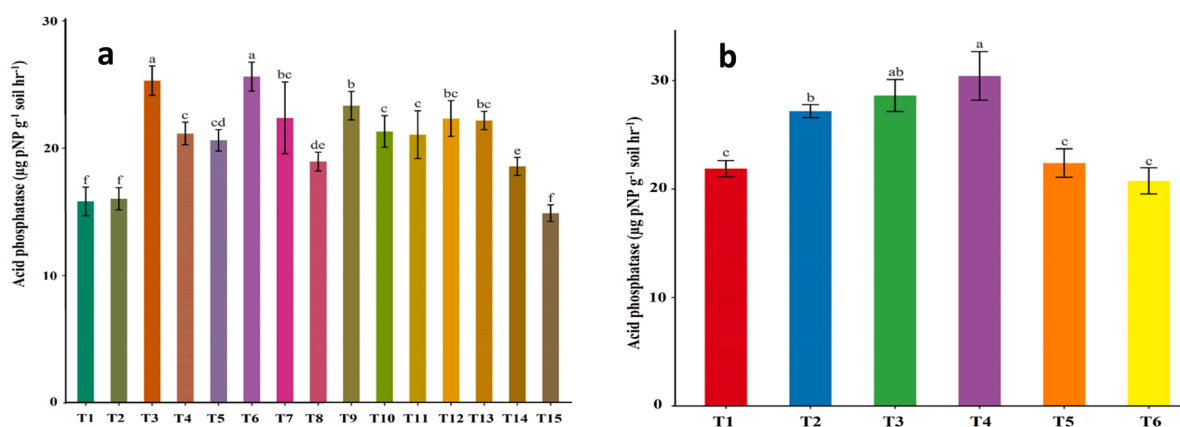 a
Acid phosphatase (µg pNP g⁻¹ soil hr⁻¹)
30
20
10
0
f f a c cd a bc de b c c bc bc e f
T1 T2 T3 T4 T5 T6 T7 T8 T9 T10 T11 T12 T13 T14 T15
b
Acid phosphatase (µg pNP g⁻¹ soil hr⁻¹)
30
20
10
0
c b ab a c c
T1 T2 T3 T4 T5 T6